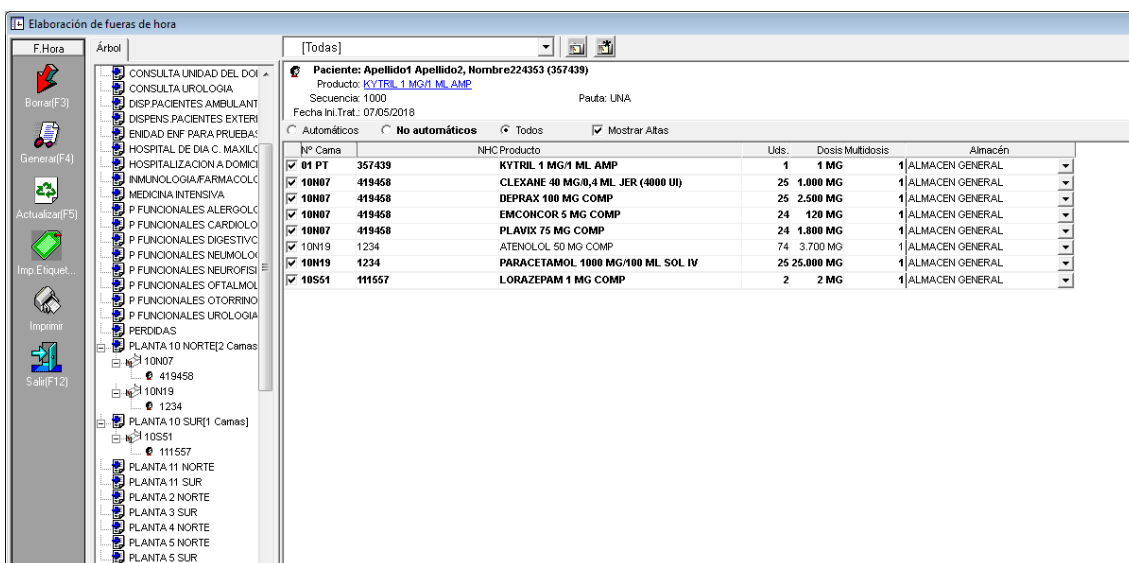 Elaboración de fueras de hora
F.Hora
Borrar(F3)
Generar(F4)
Actualizar(F5)
Imp.Etiquet...
Imprimir
Salir(F12)
Árbol
CONSULTA UNIDAD DEL DOI
CONSULTA UROLOGIA
DISP.PACIENTES AMBULANT
DISPENS.PACIENTES EXTERI
ENIDAD ENF PARA PRUEBAS
HOSPITAL DE DIA C. MAXILO
HOSPITALIZACION A DOMICI
INMUNOLOGIA/FARMACOLO
MEDICINA INTENSIVA
P FUNCIONALES ALERGOLO
P FUNCIONALES CARDIOLO
P FUNCIONALES DIGESTIVO
P FUNCIONALES NEUMOLO
P FUNCIONALES NEUROFISI
P FUNCIONALES OFTALMOL
P FUNCIONALES OTORRINO
P FUNCIONALES UROLOGIA
PERDIDAS
PLANTA 10 NORTE[2 Camas
10N07
419458
10N19
1234
PLANTA 10 SUR[1 Camas]
10S51
111557
PLANTA 11 NORTE
PLANTA 11 SUR
PLANTA 2 NORTE
PLANTA 3 SUR
PLANTA 4 NORTE
PLANTA 5 NORTE
PLANTA 5 SUR
[Todas]
Paciente: Apellido1 Apellido2, Nombre224353 (357439)
Producto: KYTRIL 1 MG/1 ML AMP
Secuencia: 1000 Pauta: UNA
Fecha Ini.Trat.: 07/05/2018
Automáticos No automáticos Todos Mostrar Altas
Nº Cama NHC Producto Uds. Dosis Multidosis Almacén
01 PT 357439 KYTRIL 1 MG/1 ML AMP 1 1 MG 1 ALMACEN GENERAL
10N07 419458 CLEXANE 40 MG/0,4 ML JER (4000 UI) 25 1.000 MG 1 ALMACEN GENERAL
10N07 419458 DEPRAX 100 MG COMP 25 2.500 MG 1 ALMACEN GENERAL
10N07 419458 EMCONCOR 5 MG COMP 24 120 MG 1 ALMACEN GENERAL
10N07 419458 PLAVIX 75 MG COMP 24 1.800 MG 1 ALMACEN GENERAL
10N19 1234 ATENOLOL 50 MG COMP 74 3.700 MG 1 ALMACEN GENERAL
10N19 1234 PARACETAMOL 1000 MG/100 ML SOL IV 25 25.000 MG 1 ALMACEN GENERAL
10S51 111557 LORAZEPAM 1 MG COMP 2 2 MG 1 ALMACEN GENERAL